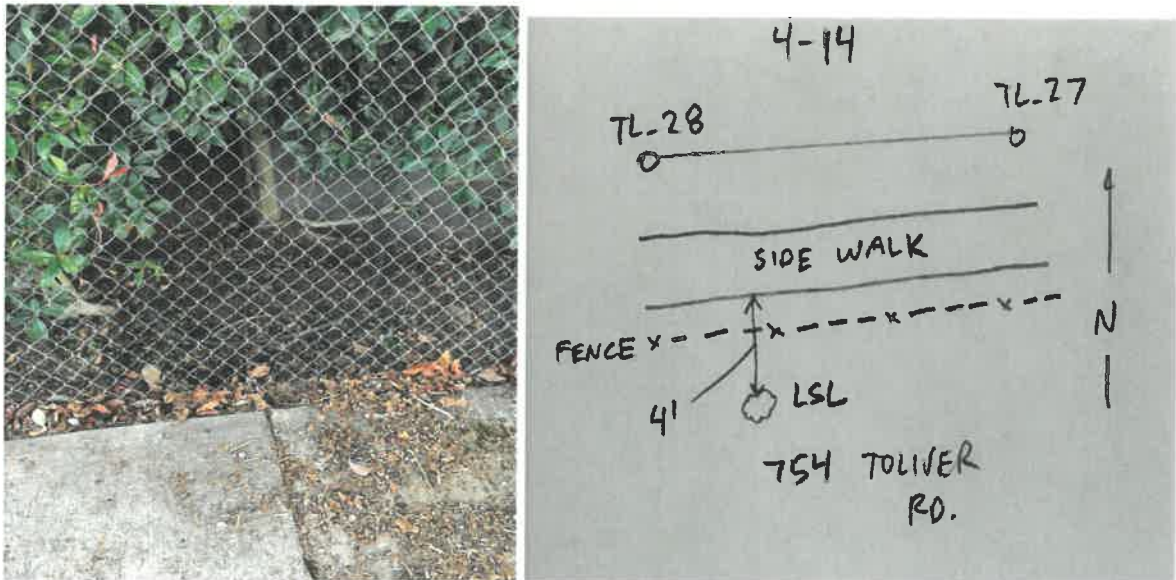 4-14
TL-28
TL-27
SIDE WALK
FENCE
N
4'
LSL
754 TOLIVER
RD.